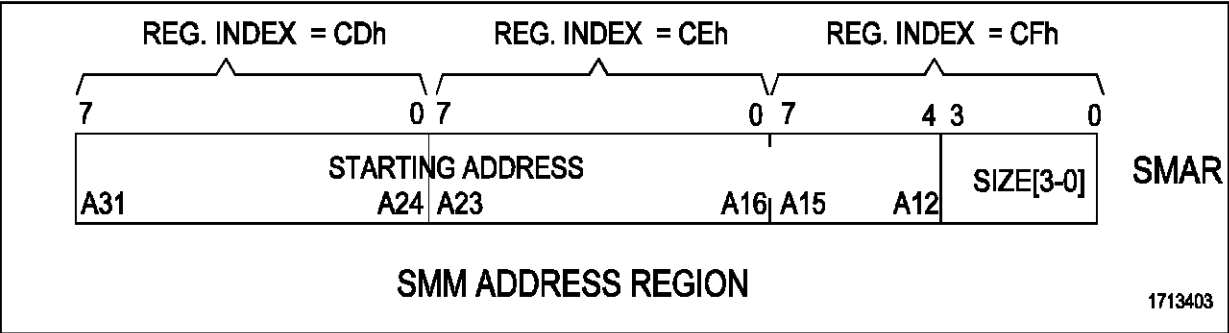 REG. INDEX = CDh REG. INDEX = CEh REG. INDEX = CFh
7 0 7 0 7 4 3 0
STARTING ADDRESS SIZE[3-0] SMAR
A31 A24 A23 A16 A15 A12
SMM ADDRESS REGION
1713403